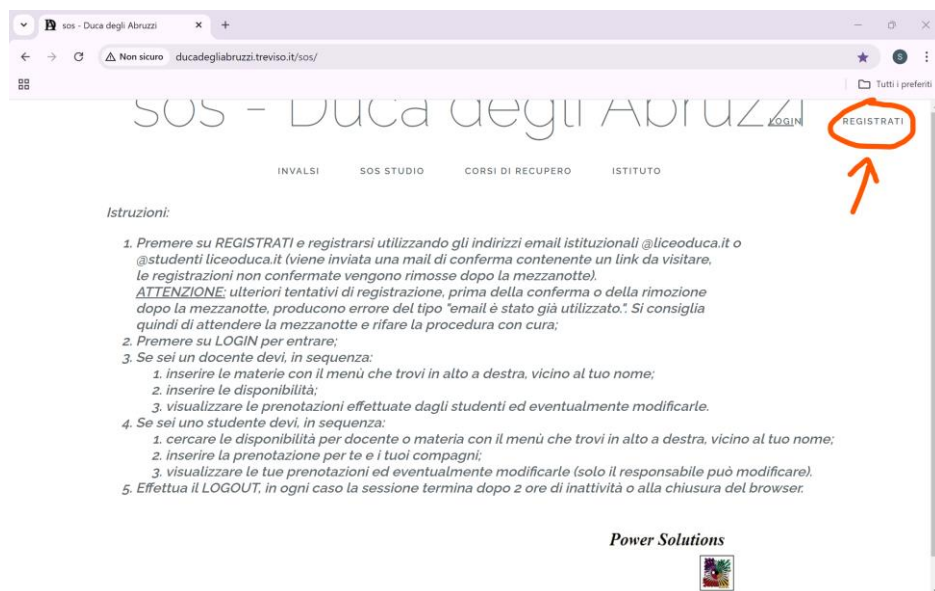 sos - Duca degli Abruzzi
Non sicuro ducadegliabruzzi.treviso.it/sos/
S
Tutti i preferiti
sos – Duca degli Abruzzi
LOGIN
REGISTRATI
INVALSI SOS STUDIO CORSI DI RECUPERO ISTITUTO
Istruzioni:
1. Premere su REGISTRATI e registrarsi utilizzando gli indirizzi email istituzionali @liceoduca.it o
@studenti liceoduca.it (viene inviata una mail di conferma contenente un link da visitare,
le registrazioni non confermate vengono rimosse dopo la mezzanotte).
ATTENZIONE: ulteriori tentativi di registrazione, prima della conferma o della rimozione
dopo la mezzanotte, producono errore del tipo "email è stato già utilizzato.". Si consiglia
quindi di attendere la mezzanotte e rifare la procedura con cura;
2. Premere su LOGIN per entrare;
3. Se sei un docente devi, in sequenza:
1. inserire le materie con il menù che trovi in alto a destra, vicino al tuo nome;
2. inserire le disponibilità;
3. visualizzare le prenotazioni effettuate dagli studenti ed eventualmente modificarle.
4. Se sei uno studente devi, in sequenza:
1. cercare le disponibilità per docente o materia con il menù che trovi in alto a destra, vicino al tuo nome;
2. inserire la prenotazione per te e i tuoi compagni;
3. visualizzare le tue prenotazioni ed eventualmente modificarle (solo il responsabile può modificare).
5. Effettua il LOGOUT, in ogni caso la sessione termina dopo 2 ore di inattività o alla chiusura del browser.
Power Solutions